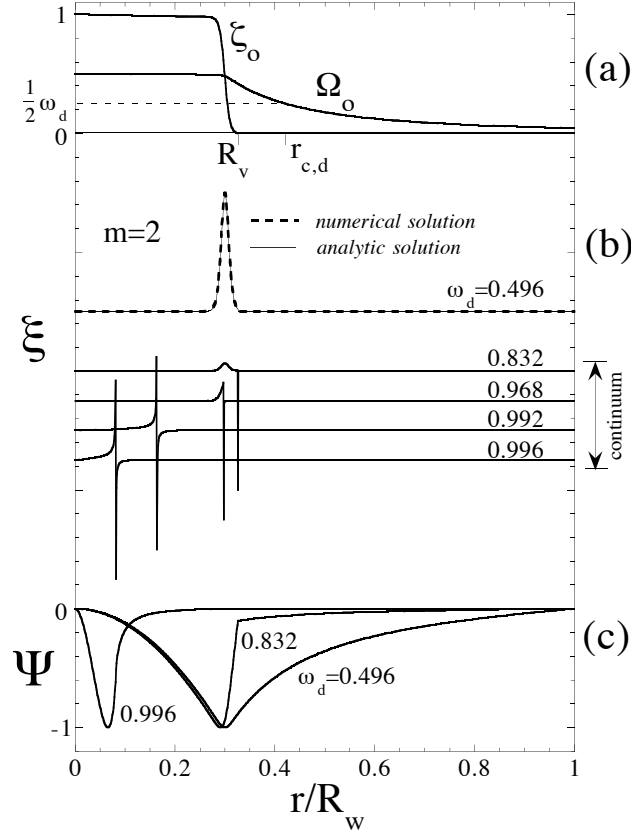 1
ζo
(a)
1/2 ωd
Ωo
0
Rv
rc,d
m=2
numerical solution
analytic solution
(b)
ωd=0.496
ξ
0.832
0.968
0.992
0.996
continuum
0
0.832
ωd=0.496
(c)
Ψ
0.996
-1
0 0.2 0.4 0.6 0.8 1
r/Rw